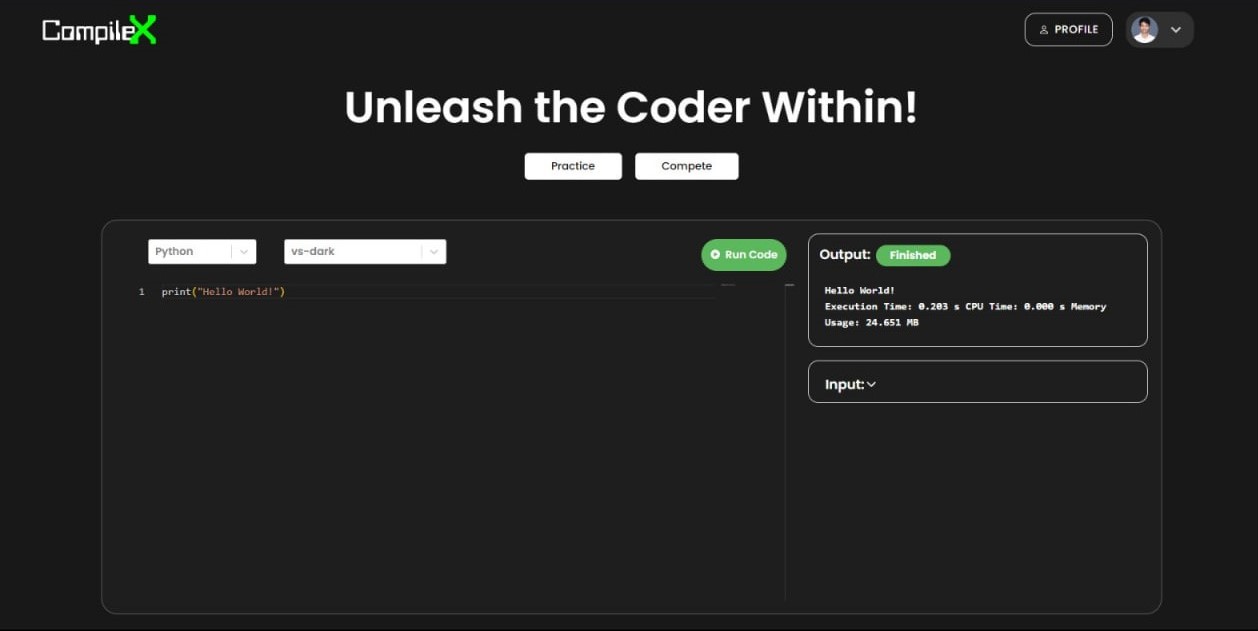 CompileX
PROFILE
Unleash the Coder Within!
Practice
Compete
Python
vs-dark
Run Code
1 print("Hello World!")
Output: Finished
Hello World!
Execution Time: 0.203 s CPU Time: 0.000 s Memory
Usage: 24.651 MB
Input: